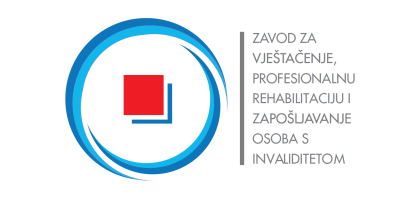 ZAVOD ZA
VJEŠTAČENJE,
PROFESIONALNU
REHABILITACIJU I
ZAPOŠLJAVANJE
OSOBA S
INVALIDITETOM